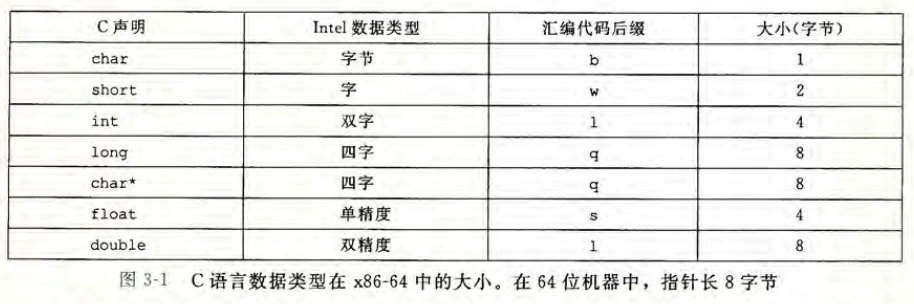 C 声明 Intel 数据类型 汇编代码后缀 大小(字节)
char 字节 b 1
short 字 w 2
int 双字 l 4
long 四字 q 8
char* 四字 q 8
float 单精度 s 4
double 双精度 l 8
图 3-1 C 语言数据类型在 x86-64 中的大小。在 64 位机器中，指针长 8 字节